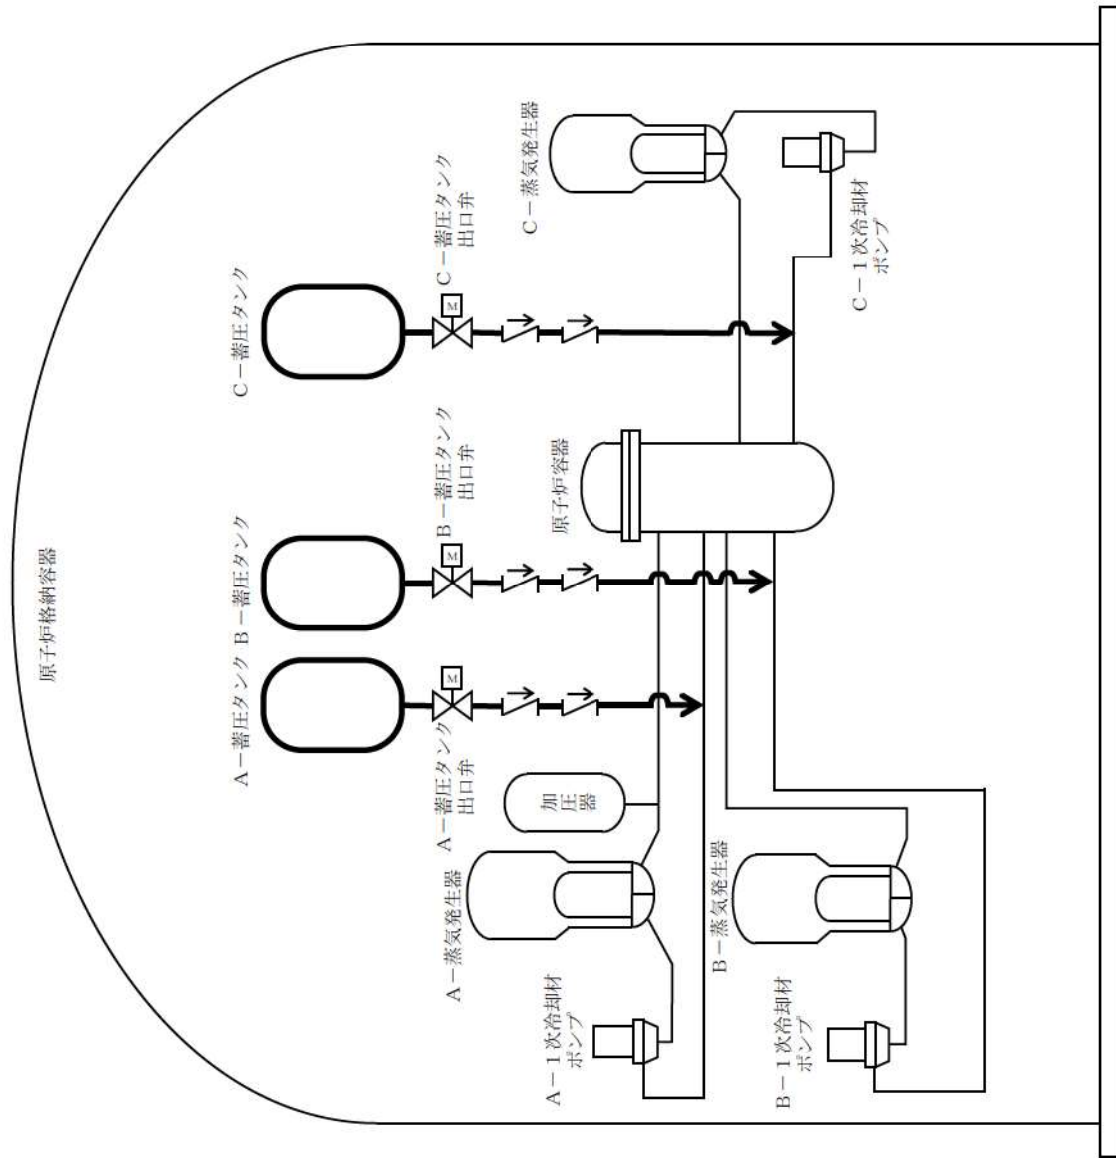 原子炉格納容器
A－蓄圧タンク
B－蓄圧タンク
C－蓄圧タンク
M
A－蓄圧タンク
出口弁
M
B－蓄圧タンク
出口弁
M
C－蓄圧タンク
出口弁
A－蒸気発生器
加圧
器
原子炉容器
C－蒸気発生器
A－1次冷却材
ポンプ
B－蒸気発生器
B－1次冷却材
ポンプ
C－1次冷却材
ポンプ